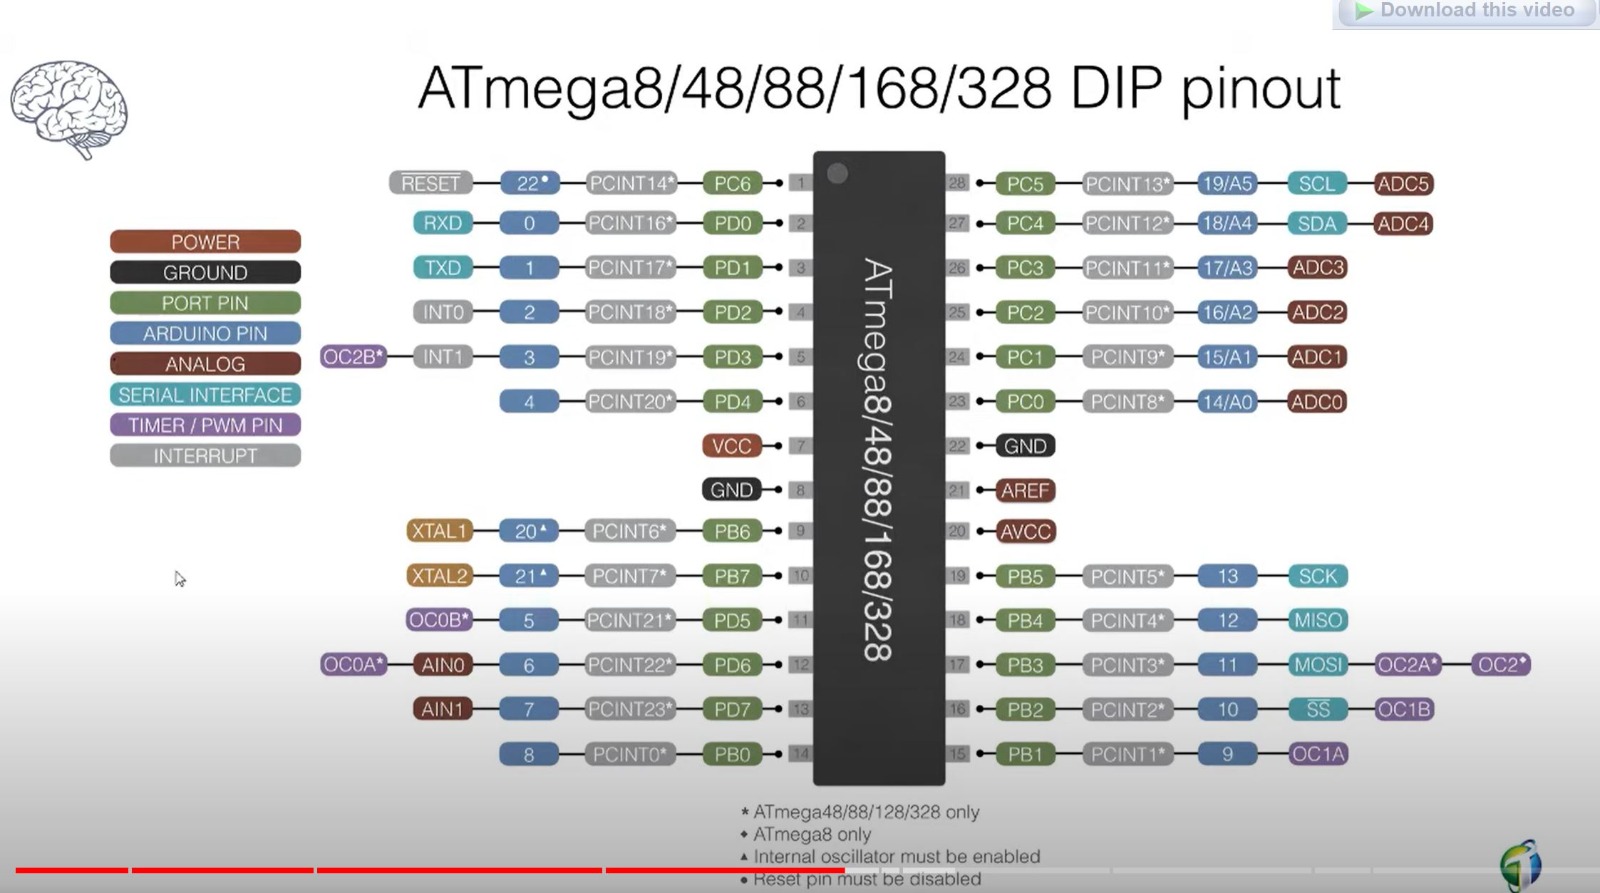 Download this video
ATmega8/48/88/168/328 DIP pinout
POWER
GROUND
PORT PIN
ARDUINO PIN
ANALOG
SERIAL INTERFACE
TIMER / PWM PIN
INTERRUPT
RESET 22• PCINT14* PC6 1
RXD 0 PCINT16* PD0 2
TXD 1 PCINT17* PD1 3
INT0 2 PCINT18* PD2 4
OC2B* INT1 3 PCINT19* PD3 5
4 PCINT20* PD4 6
VCC 7
GND 8
XTAL1 20▲ PCINT6* PB6 9
XTAL2 21▲ PCINT7* PB7 10
OC0B* 5 PCINT21* PD5 11
OC0A* AIN0 6 PCINT22* PD6 12
AIN1 7 PCINT23* PD7 13
8 PCINT0* PB0 14
ATmega8/48/88/168/328
28 PC5 PCINT13* 19/A5 SCL ADC5
27 PC4 PCINT12* 18/A4 SDA ADC4
26 PC3 PCINT11* 17/A3 ADC3
25 PC2 PCINT10* 16/A2 ADC2
24 PC1 PCINT9* 15/A1 ADC1
23 PC0 PCINT8* 14/A0 ADC0
22 GND
21 AREF
20 AVCC
19 PB5 PCINT5* 13 SCK
18 PB4 PCINT4* 12 MISO
17 PB3 PCINT3* 11 MOSI OC2A* OC2♦
16 PB2 PCINT2* 10 SS OC1B
15 PB1 PCINT1* 9 OC1A
* ATmega48/88/128/328 only
♦ ATmega8 only
▲ Internal oscillator must be enabled
• Reset pin must be disabled